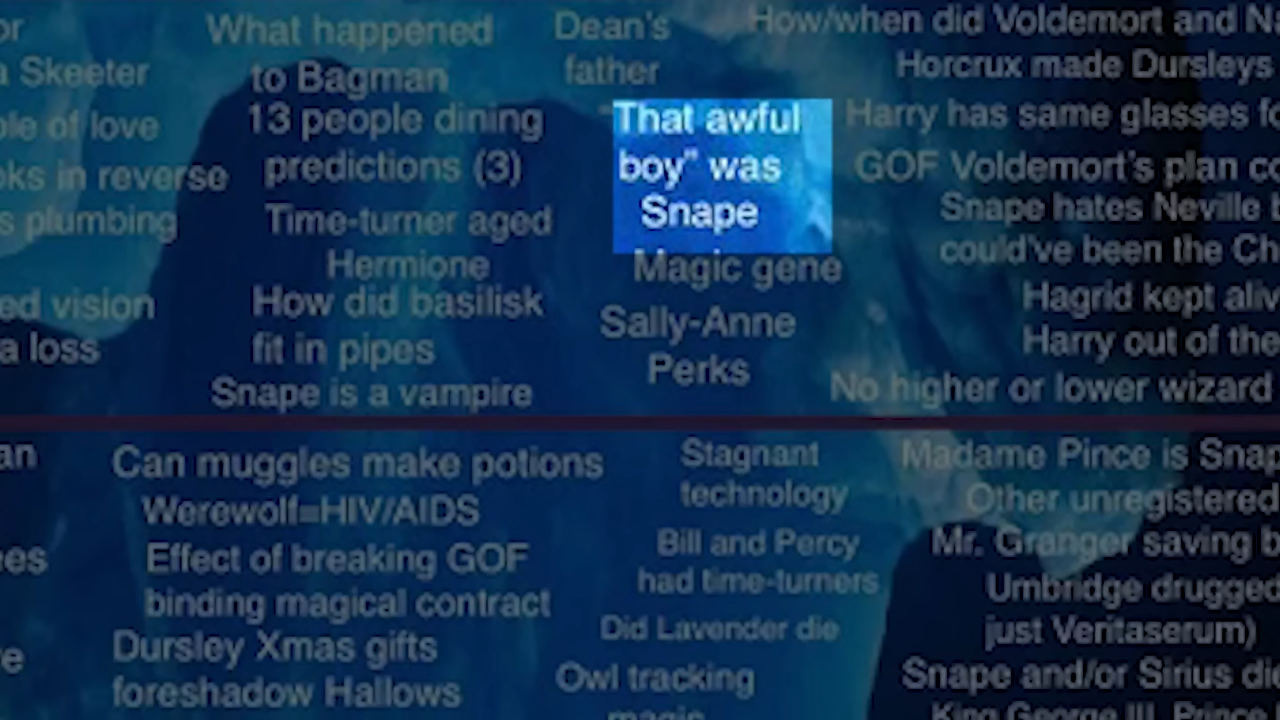 or
What happened
to Bagman
Dean's
father
How/when did Voldemort and
Skeeter
Horcrux made Dursleys
of love
13 people dining
predictions (3)
That awful
boy" was
Snape
Harry has same glasses
in reverse
GOF Voldemort's plan
plumbing
Time-turner aged
Hermione
Magic gene
Snape hates Neville
could've been the
vision
How did basilisk
fit in pipes
Sally-Anne
Perks
Hagrid kept
Harry out of the
a loss
Snape is a vampire
No higher or lower wizard
Can muggles make potions
Stagnant
technology
Madame Pince is
Werewolf=HIV/AIDS
Other unregistered
Effect of breaking GOF
binding magical contract
Bill and Percy
had time-turners
Mr. Granger saving
Umbridge drugged
just Veritaserum)
Dursley Xmas gifts
foreshadow Hallows
Did Lavender die
Owl tracking
magic
Snape and/or Sirius
King George III, Prince